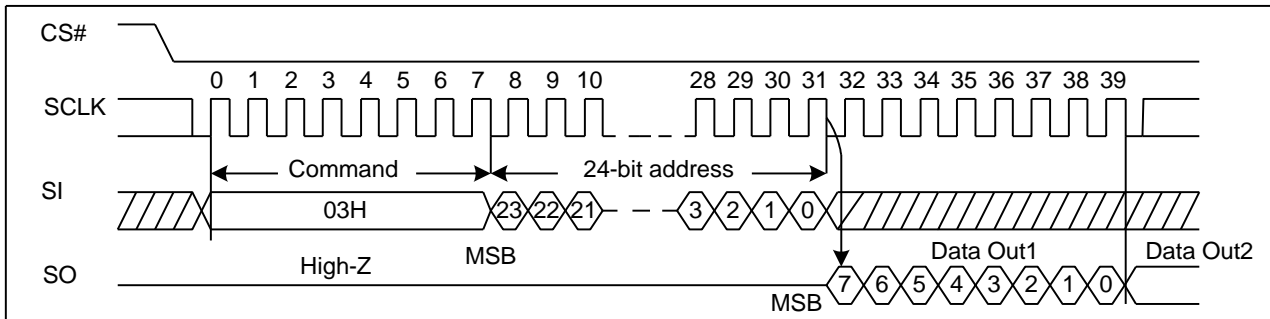 CS#
0 1 2 3 4 5 6 7 8 9 10 28 29 30 31 32 33 34 35 36 37 38 39
SCLK
Command 24-bit address
SI
03H 23 22 21 3 2 1 0
MSB Data Out1 Data Out2
High-Z
SO
MSB 7 6 5 4 3 2 1 0